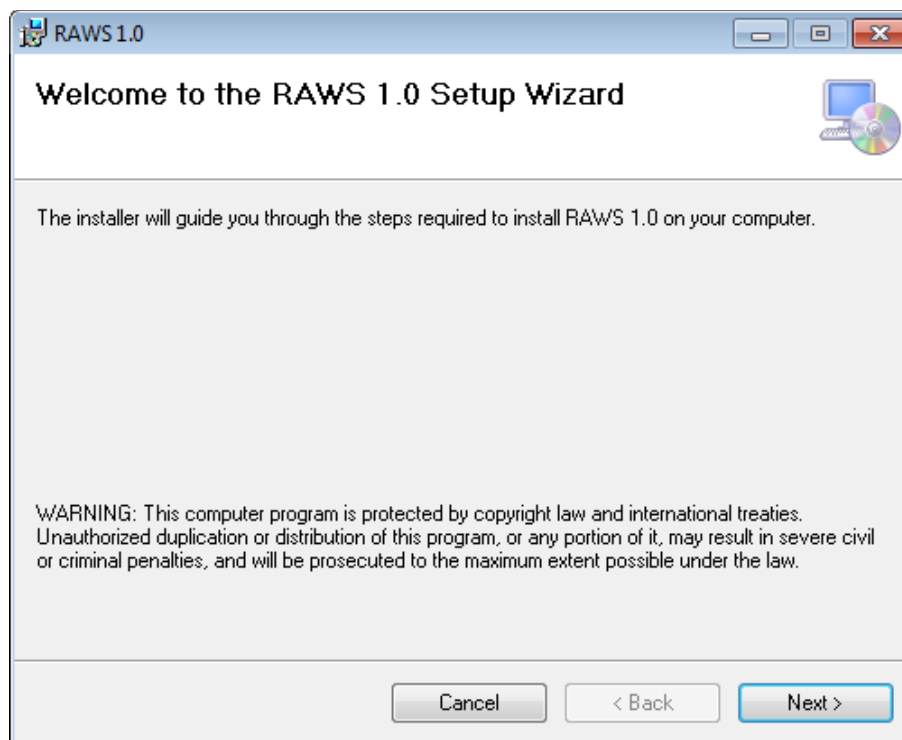 RAWS 1.0
Welcome to the RAWS 1.0 Setup Wizard
The installer will guide you through the steps required to install RAWS 1.0 on your computer.
WARNING: This computer program is protected by copyright law and international treaties.
Unauthorized duplication or distribution of this program, or any portion of it, may result in severe civil
or criminal penalties, and will be prosecuted to the maximum extent possible under the law.
Cancel < Back Next >